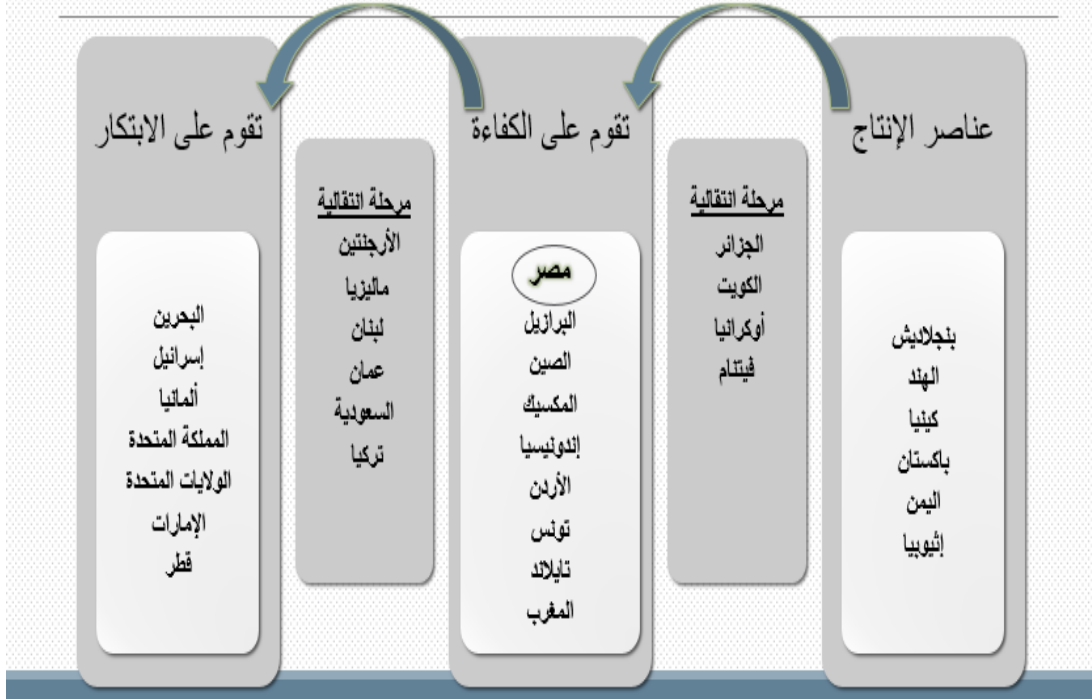 عناصر الإنتاج
بنجلاديش
الهند
كينيا
باكستان
اليمن
إثيوبيا
مرحلة انتقالية
الجزائر
الكويت
أوكرانيا
فيتنام
تقوم على الكفاءة
مصر
البرازيل
الصين
المكسيك
إندونيسيا
الأردن
تونس
تايلاند
المغرب
مرحلة انتقالية
الأرجنتين
ماليزيا
لبنان
عمان
السعودية
تركيا
تقوم على الابتكار
البحرين
إسرائيل
ألمانيا
المملكة المتحدة
الولايات المتحدة
الإمارات
قطر